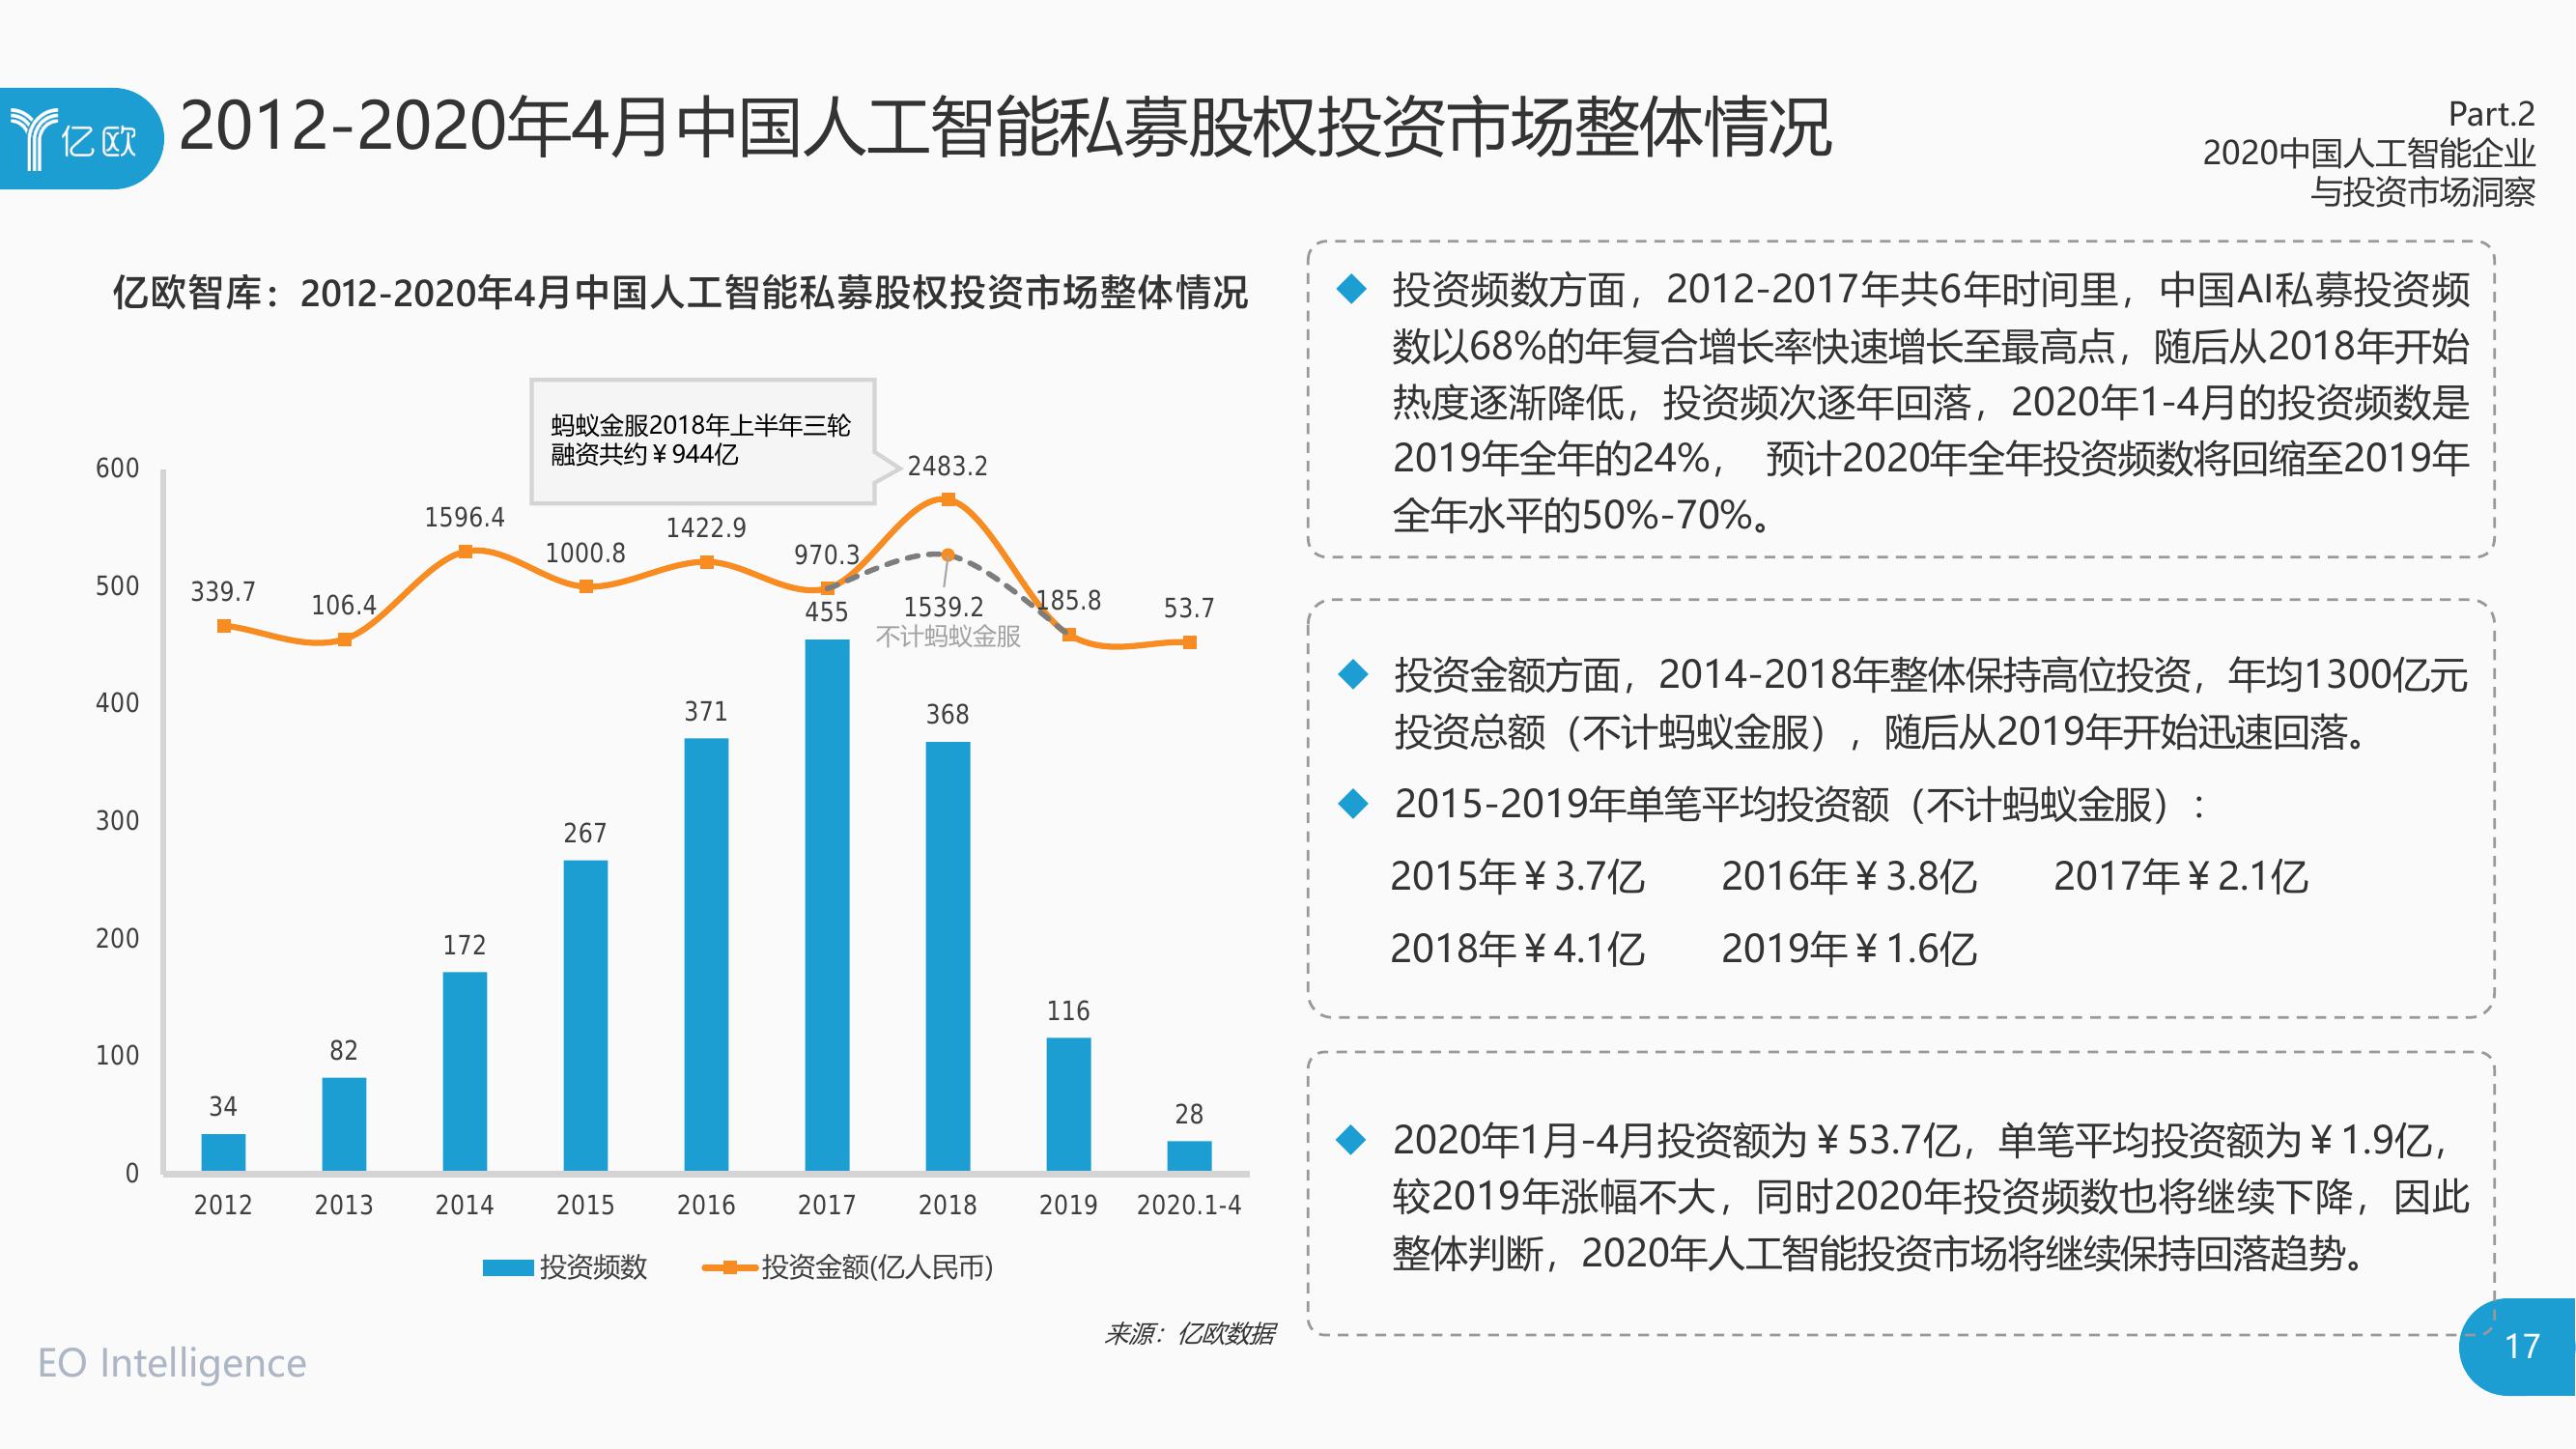 亿欧
2012-2020年4月中国人工智能私募股权投资市场整体情况
Part.2
2020中国人工智能企业
与投资市场洞察
亿欧智库：2012-2020年4月中国人工智能私募股权投资市场整体情况
蚂蚁金服2018年上半年三轮
融资共约￥944亿
600
500
400
300
200
100
0
339.7
106.4
1596.4
1000.8
1422.9
970.3
2483.2
185.8
53.7
1539.2
不计蚂蚁金服
34
82
172
267
371
455
368
116
28
2012
2013
2014
2015
2016
2017
2018
2019
2020.1-4
投资频数
投资金额(亿人民币)
来源：亿欧数据
投资频数方面，2012-2017年共6年时间里，中国AI私募投资频
数以68%的年复合增长率快速增长至最高点，随后从2018年开始
热度逐渐降低，投资频次逐年回落，2020年1-4月的投资频数是
2019年全年的24%， 预计2020年全年投资频数将回缩至2019年
全年水平的50%-70%。
投资金额方面，2014-2018年整体保持高位投资，年均1300亿元
投资总额（不计蚂蚁金服），随后从2019年开始迅速回落。
2015-2019年单笔平均投资额（不计蚂蚁金服）：
2015年￥3.7亿 2016年￥3.8亿 2017年￥2.1亿
2018年￥4.1亿 2019年￥1.6亿
2020年1月-4月投资额为￥53.7亿，单笔平均投资额为￥1.9亿，
较2019年涨幅不大，同时2020年投资频数也将继续下降，因此
整体判断，2020年人工智能投资市场将继续保持回落趋势。
EO Intelligence
17